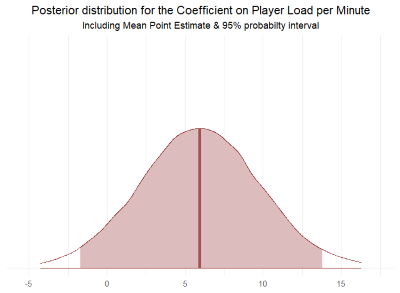 Posterior distribution for the Coefficient on Player Load per Minute
Including Mean Point Estimate & 95% probabilty interval
-5 0 5 10 15